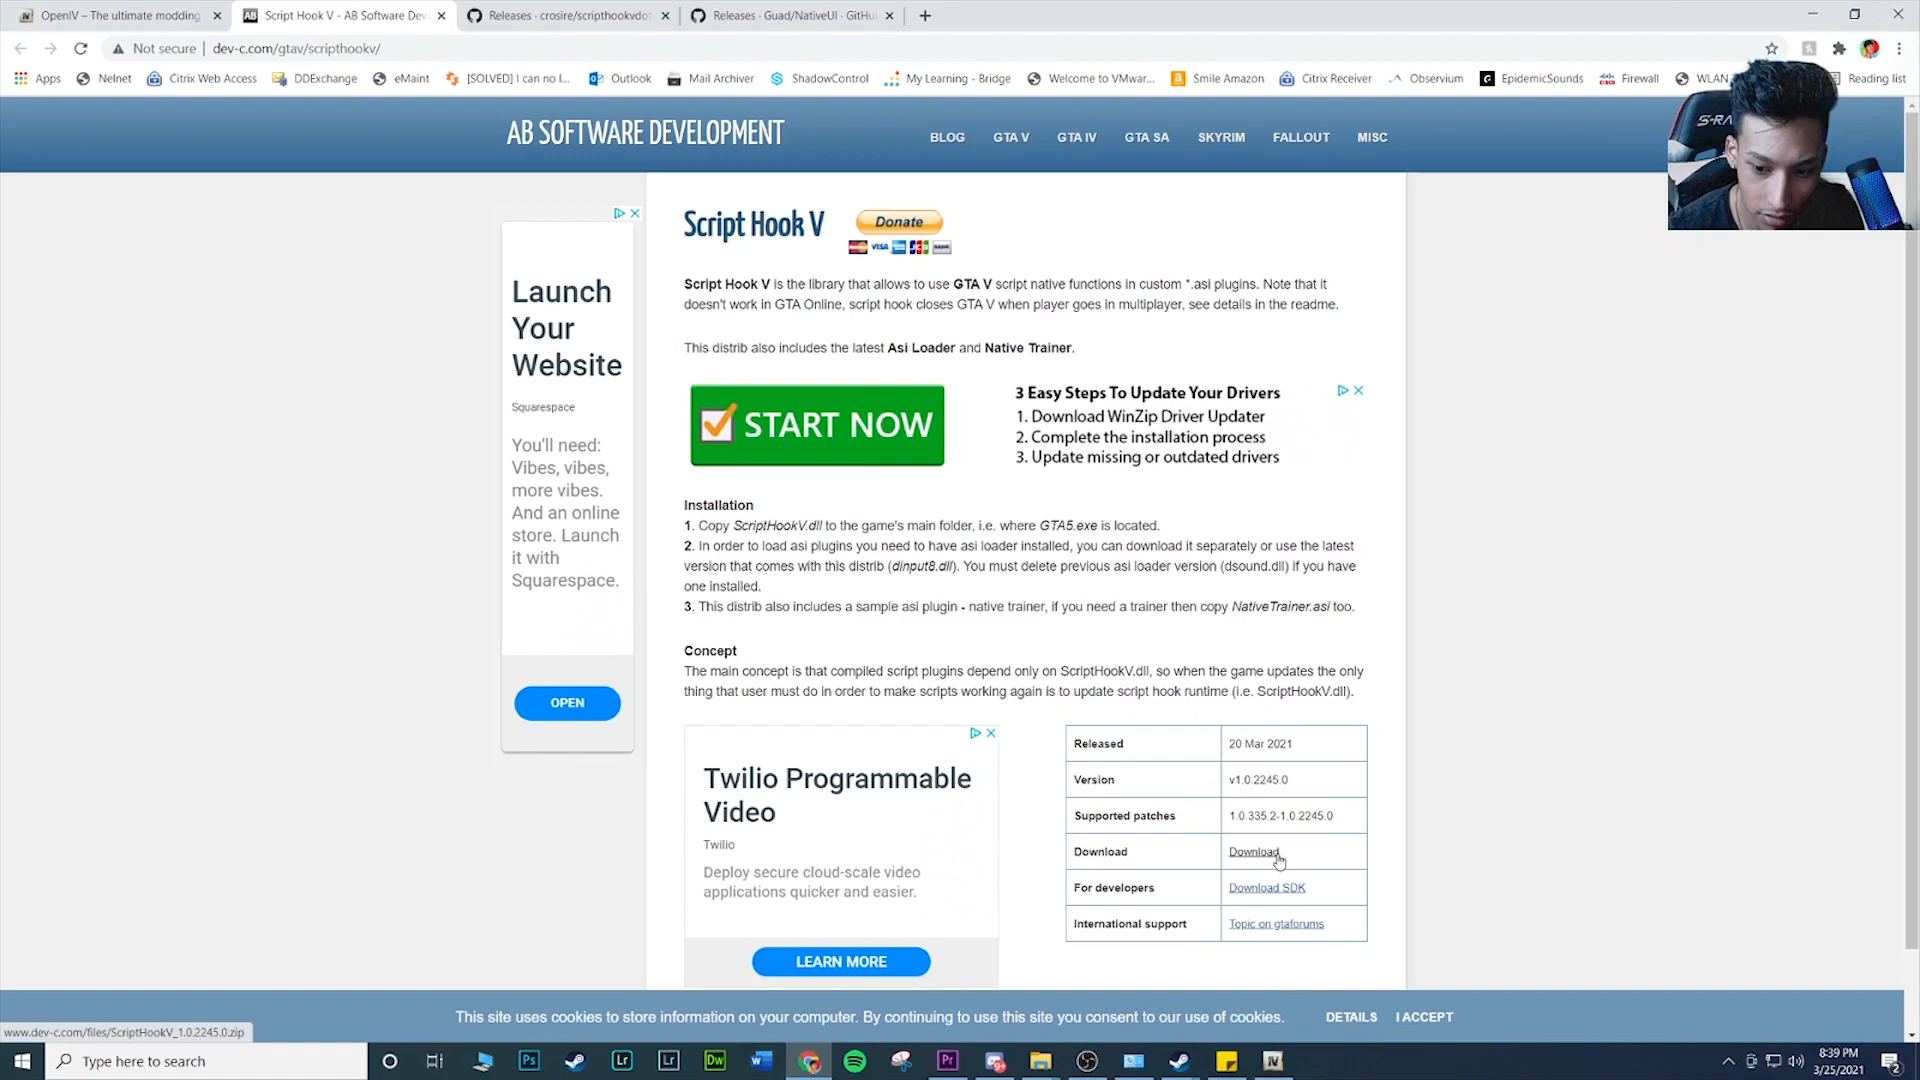 OpenIV – The ultimate modding
Script Hook V - AB Software Dev
Releases · crosire/scripthookvdot
Releases · Guad/NativeUI · GitHu
Not secure | dev-c.com/gtav/scripthookv/
Apps
Nelnet
Citrix Web Access
DDExchange
eMaint
[SOLVED] I can no l...
Outlook
Mail Archiver
ShadowControl
My Learning - Bridge
Welcome to VMwar...
Smile Amazon
Citrix Receiver
Observium
EpidemicSounds
Firewall
WLAN
Reading list
AB SOFTWARE DEVELOPMENT
BLOG
GTA V
GTA IV
GTA SA
SKYRIM
FALLOUT
MISC
Script Hook V
Donate
VISA
Script Hook V is the library that allows to use GTA V script native functions in custom *.asi plugins. Note that it
doesn't work in GTA Online, script hook closes GTA V when player goes in multiplayer, see details in the readme.
This distrib also includes the latest Asi Loader and Native Trainer.
Launch
Your
Website
Squarespace
You'll need:
Vibes, vibes,
more vibes.
And an online
store. Launch
it with
Squarespace.
OPEN
START NOW
3 Easy Steps To Update Your Drivers
1. Download WinZip Driver Updater
2. Complete the installation process
3. Update missing or outdated drivers
Installation
1. Copy ScriptHookV.dll to the game's main folder, i.e. where GTA5.exe is located.
2. In order to load asi plugins you need to have asi loader installed, you can download it separately or use the latest
version that comes with this distrib (dinput8.dll). You must delete previous asi loader version (dsound.dll) if you have
one installed.
3. This distrib also includes a sample asi plugin - native trainer, if you need a trainer then copy NativeTrainer.asi too.
Concept
The main concept is that compiled script plugins depend only on ScriptHookV.dll, so when the game updates the only
thing that user must do in order to make scripts working again is to update script hook runtime (i.e. ScriptHookV.dll).
Twilio Programmable
Video
Twilio
Deploy secure cloud-scale video
applications quicker and easier.
LEARN MORE
Released 20 Mar 2021
Version v1.0.2245.0
Supported patches 1.0.335.2-1.0.2245.0
Download Download
For developers Download SDK
International support Topic on gtaforums
This site uses cookies to store information on your computer. By continuing to use this site you consent to our use of cookies.
DETAILS
I ACCEPT
www.dev-c.com/files/ScriptHookV_1.0.2245.0.zip
Type here to search
8:39 PM
3/25/2021